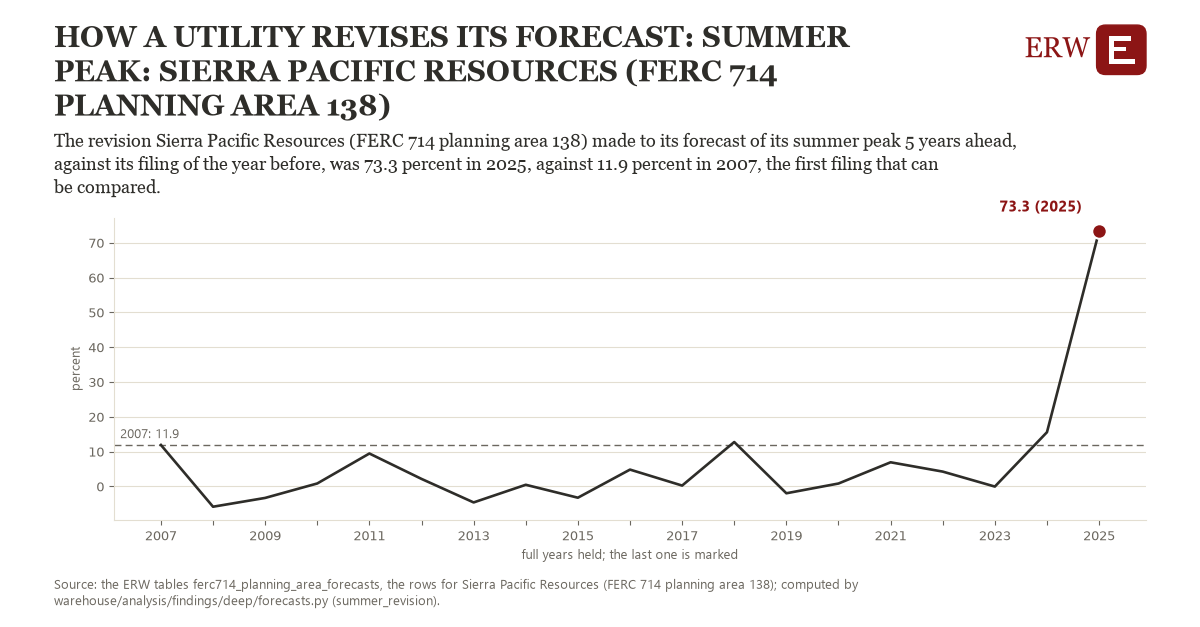 HOW A UTILITY REVISES ITS FORECAST: SUMMER
PEAK: SIERRA PACIFIC RESOURCES (FERC 714
PLANNING AREA 138)
ERW E
The revision Sierra Pacific Resources (FERC 714 planning area 138) made to its forecast of its summer peak 5 years ahead,
against its filing of the year before, was 73.3 percent in 2025, against 11.9 percent in 2007, the first filing that can
be compared.
73.3 (2025)
70
60
50
40
30
20
10
0
percent
2007: 11.9
2007 2009 2011 2013 2015 2017 2019 2021 2023 2025
full years held; the last one is marked
Source: the ERW tables ferc714_planning_area_forecasts, the rows for Sierra Pacific Resources (FERC 714 planning area 138); computed by
warehouse/analysis/findings/deep/forecasts.py (summer_revision).